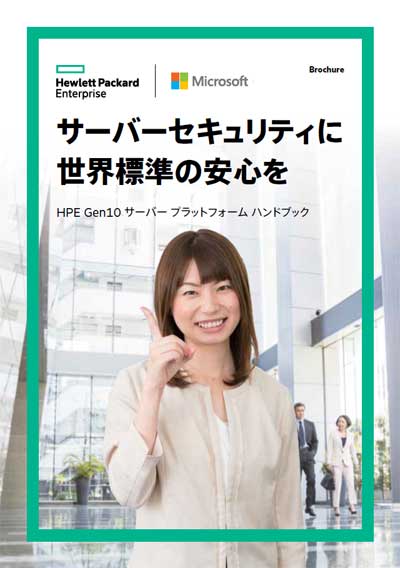 Brochure
Hewlett Packard
Enterprise
Microsoft
サーバーセキュリティに
世界標準の安心を
HPE Gen10 サーバー プラットフォーム ハンドブック